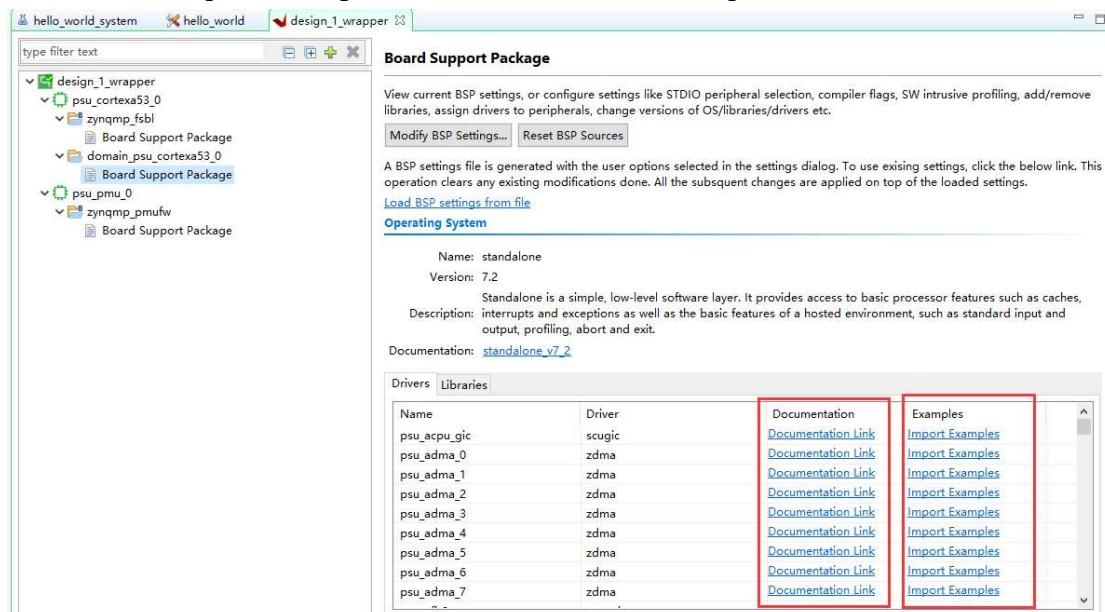 hello_world_system hello_world design_1_wrapper
type filter text
design_1_wrapper
psu_cortexa53_0
zynqmp_fsbl
Board Support Package
domain_psu_cortexa53_0
Board Support Package
psu_pmu_0
zynqmp_pmufw
Board Support Package
Board Support Package
View current BSP settings, or configure settings like STDIO peripheral selection, compiler flags, SW intrusive profiling, add/remove
libraries, assign drivers to peripherals, change versions of OS/libraries/drivers etc.
Modify BSP Settings... Reset BSP Sources
A BSP settings file is generated with the user options selected in the settings dialog. To use exising settings, click the below link. This
operation clears any existing modifications done. All the subsquent changes are applied on top of the loaded settings.
Load BSP settings from file
Operating System
Name: standalone
Version: 7.2
Standalone is a simple, low-level software layer. It provides access to basic processor features such as caches,
Description: interrupts and exceptions as well as the basic features of a hosted environment, such as standard input and
output, profiling, abort and exit.
Documentation: standalone_v7_2
Drivers Libraries
Name Driver Documentation Examples
psu_acpu_gic scugic Documentation Link Import Examples
psu_adma_0 zdma Documentation Link Import Examples
psu_adma_1 zdma Documentation Link Import Examples
psu_adma_2 zdma Documentation Link Import Examples
psu_adma_3 zdma Documentation Link Import Examples
psu_adma_4 zdma Documentation Link Import Examples
psu_adma_5 zdma Documentation Link Import Examples
psu_adma_6 zdma Documentation Link Import Examples
psu_adma_7 zdma Documentation Link Import Examples